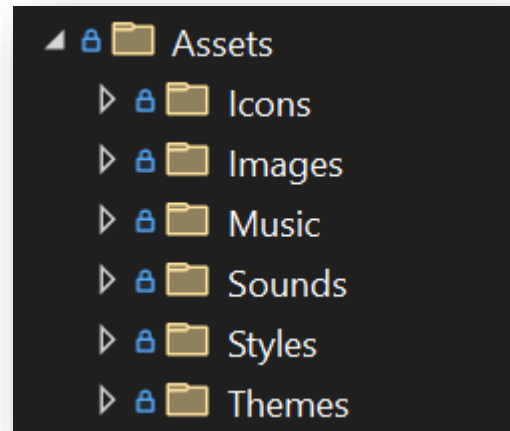 Assets
Icons
Images
Music
Sounds
Styles
Themes